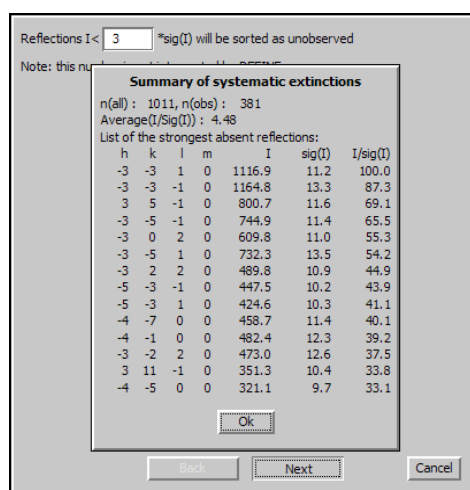 Reflections I< 3 *sig(I) will be sorted as unobserved
Note: this nu
Summary of systematic extinctions
n(all) : 1011, n(obs) : 381
Average(I/Sig(I)) : 4.48
List of the strongest absent reflections:
h k l m I sig(I) I/sig(I)
-3 -3 1 0 1116.9 11.2 100.0
-3 -3 -1 0 1164.8 13.3 87.3
3 5 -1 0 800.7 11.6 69.1
-3 -5 -1 0 744.9 11.4 65.5
-3 0 2 0 609.8 11.0 55.3
-3 -5 1 0 732.3 13.5 54.2
-3 2 2 0 489.8 10.9 44.9
-5 -3 -1 0 447.5 10.2 43.9
-5 -3 1 0 424.6 10.3 41.1
-4 -7 0 0 458.7 11.4 40.1
-4 -1 0 0 482.4 12.3 39.2
-3 -2 2 0 473.0 12.6 37.5
3 11 -1 0 351.3 10.4 33.8
-4 -5 0 0 321.1 9.7 33.1
Ok
Back Next Cancel